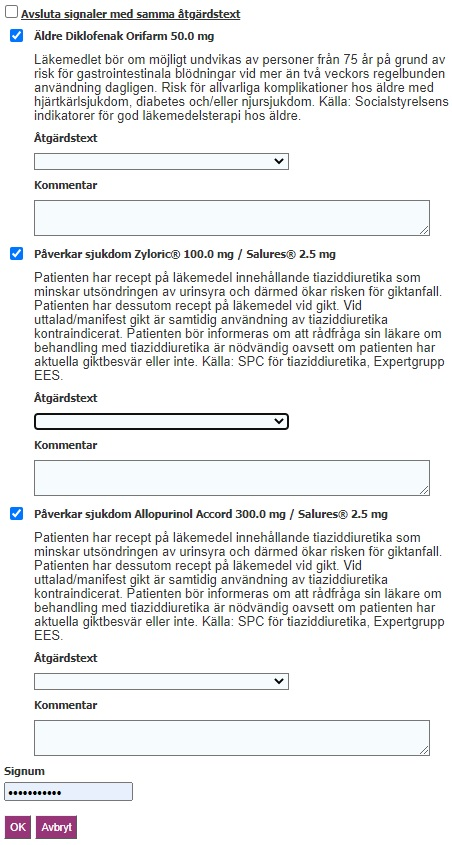 Avsluta signaler med samma åtgärdstext
Äldre Diklofenak Orifarm 50.0 mg
Läkemedlet bör om möjligt undvikas av personer från 75 år på grund av
risk för gastrointestinala blödningar vid mer än två veckors regelbunden
användning dagligen. Risk för allvarliga komplikationer hos äldre med
hjärtkärlsjukdom, diabetes och/eller njursjukdom. Källa: Socialstyrelsens
indikatorer för god läkemedelsterapi hos äldre.
Åtgärdstext
Kommentar
Påverkar sjukdom Zyloric® 100.0 mg / Salures® 2.5 mg
Patienten har recept på läkemedel innehållande tiaziddiuretika som
minskar utsöndringen av urinsyra och därmed ökar risken för giktanfall.
Patienten har dessutom recept på läkemedel vid gikt. Vid
uttalad/manifest gikt är samtidig användning av tiaziddiuretika
kontraindicerat. Patienten bör informeras om att rådfråga sin läkare om
behandling med tiaziddiuretika är nödvändig oavsett om patienten har
aktuella giktbesvär eller inte. Källa: SPC för tiaziddiuretika, Expertgrupp
EES.
Åtgärdstext
Kommentar
Påverkar sjukdom Allopurinol Accord 300.0 mg / Salures® 2.5 mg
Patienten har recept på läkemedel innehållande tiaziddiuretika som
minskar utsöndringen av urinsyra och därmed ökar risken för giktanfall.
Patienten har dessutom recept på läkemedel vid gikt. Vid
uttalad/manifest gikt är samtidig användning av tiaziddiuretika
kontraindicerat. Patienten bör informeras om att rådfråga sin läkare om
behandling med tiaziddiuretika är nödvändig oavsett om patienten har
aktuella giktbesvär eller inte. Källa: SPC för tiaziddiuretika, Expertgrupp
EES.
Åtgärdstext
Kommentar
Signum
•••••••••••
OK Avbryt